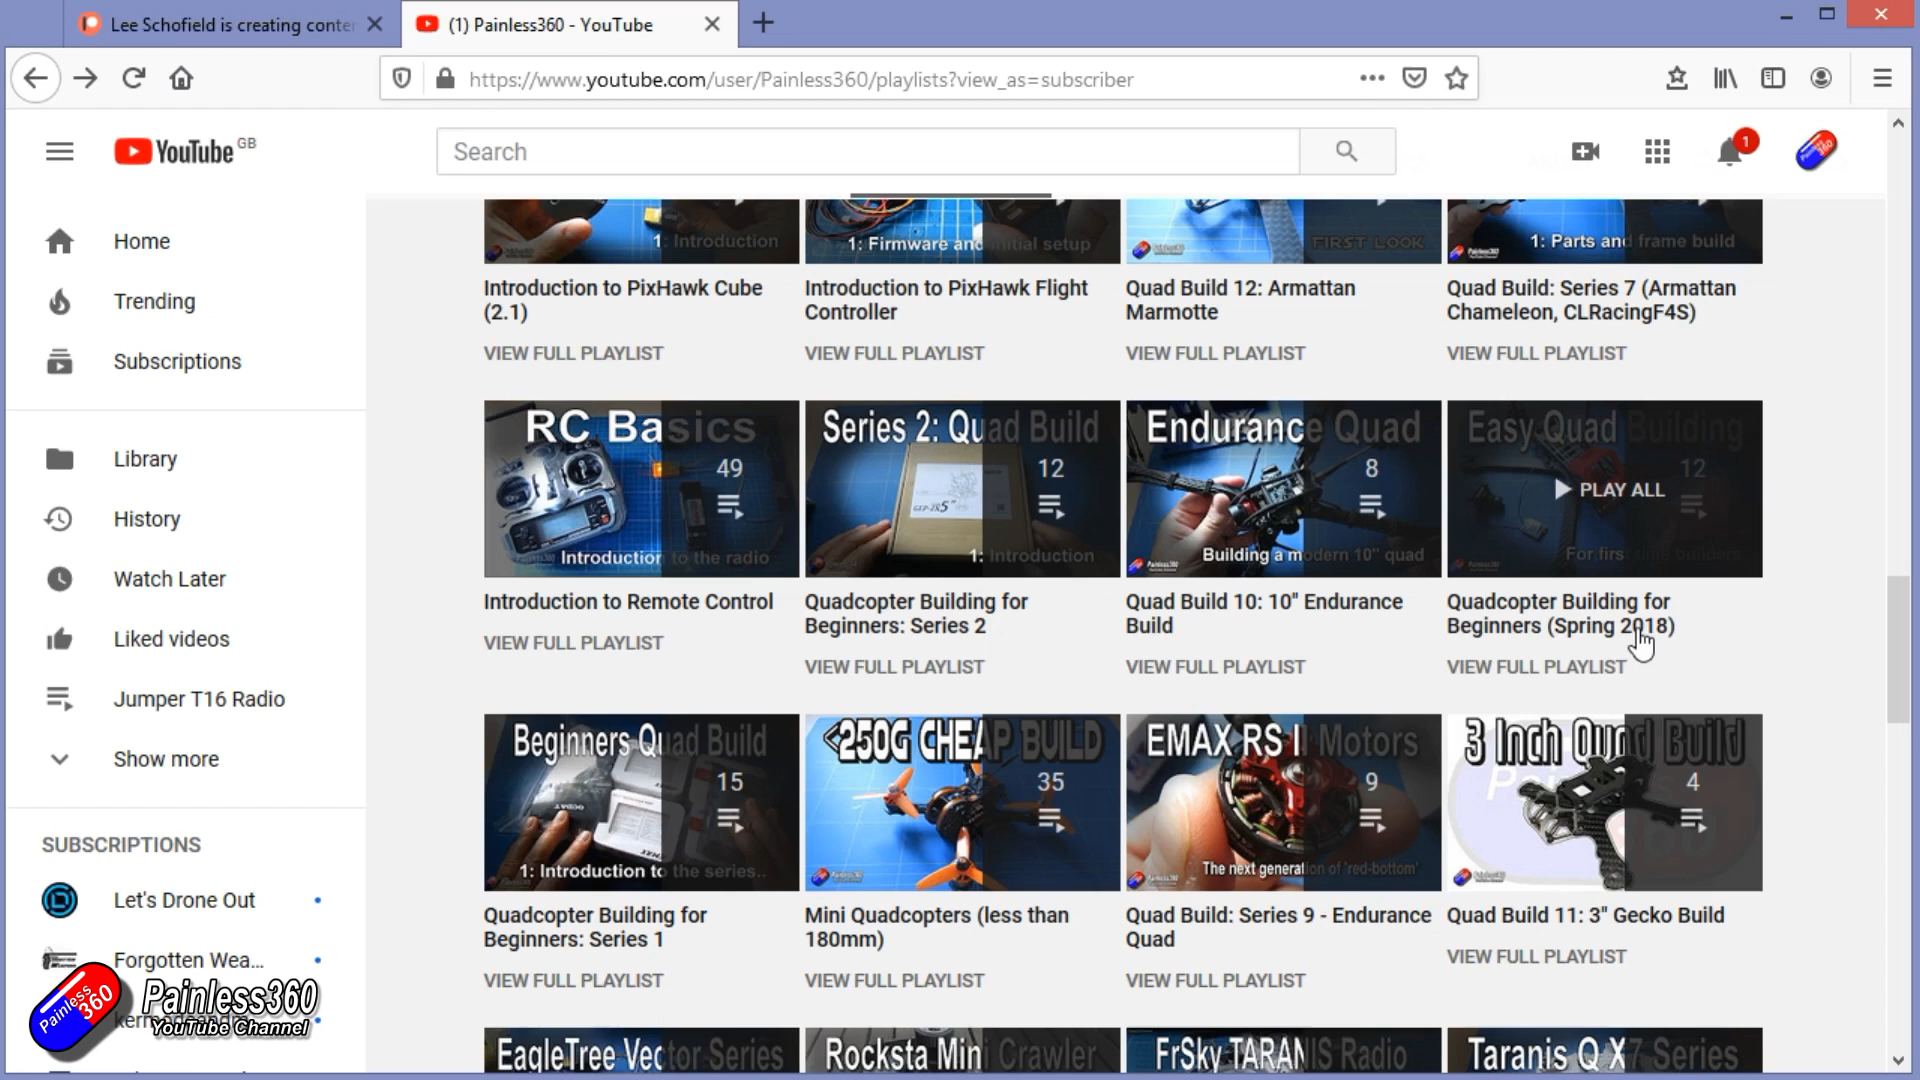 Lee Schofield is creating conter
(1) Painless360 - YouTube
https://www.youtube.com/user/Painless360/playlists?view_as=subscriber
YouTube GB
Search
1
Home
Trending
Subscriptions
Library
History
Watch Later
Liked videos
Jumper T16 Radio
Show more
SUBSCRIPTIONS
Let's Drone Out
Forgotten Wea...
Painless360
YouTube Channel
1: Introduction
1: Firmware and initial setup
FIRST LOOK
1: Parts and frame build
Introduction to PixHawk Cube
(2.1)
VIEW FULL PLAYLIST
Introduction to PixHawk Flight
Controller
VIEW FULL PLAYLIST
Quad Build 12: Armattan
Marmotte
VIEW FULL PLAYLIST
Quad Build: Series 7 (Armattan
Chameleon, CLRacingF4S)
VIEW FULL PLAYLIST
RC Basics
49
Introduction to the radio
Introduction to Remote Control
VIEW FULL PLAYLIST
Series 2: Quad Build
12
1: Introduction
Quadcopter Building for
Beginners: Series 2
VIEW FULL PLAYLIST
Endurance Quad
8
Building a modern 10" quad
Quad Build 10: 10" Endurance
Build
VIEW FULL PLAYLIST
Easy Quad Building
12
PLAY ALL
For first time builders
Quadcopter Building for
Beginners (Spring 2018)
VIEW FULL PLAYLIST
Beginners Quad Build
15
1: Introduction to the series..
Quadcopter Building for
Beginners: Series 1
VIEW FULL PLAYLIST
<250G CHEAP BUILD
35
Mini Quadcopters (less than
180mm)
VIEW FULL PLAYLIST
EMAX RS II Motors
9
The next generation of 'red-bottom'
Quad Build: Series 9 - Endurance
Quad
VIEW FULL PLAYLIST
3 Inch Quad Build
4
Quad Build 11: 3" Gecko Build
VIEW FULL PLAYLIST
EagleTree Vector Series
Rocksta Mini Crawler
FrSky TARANIS Radio
Taranis Q X7 Series